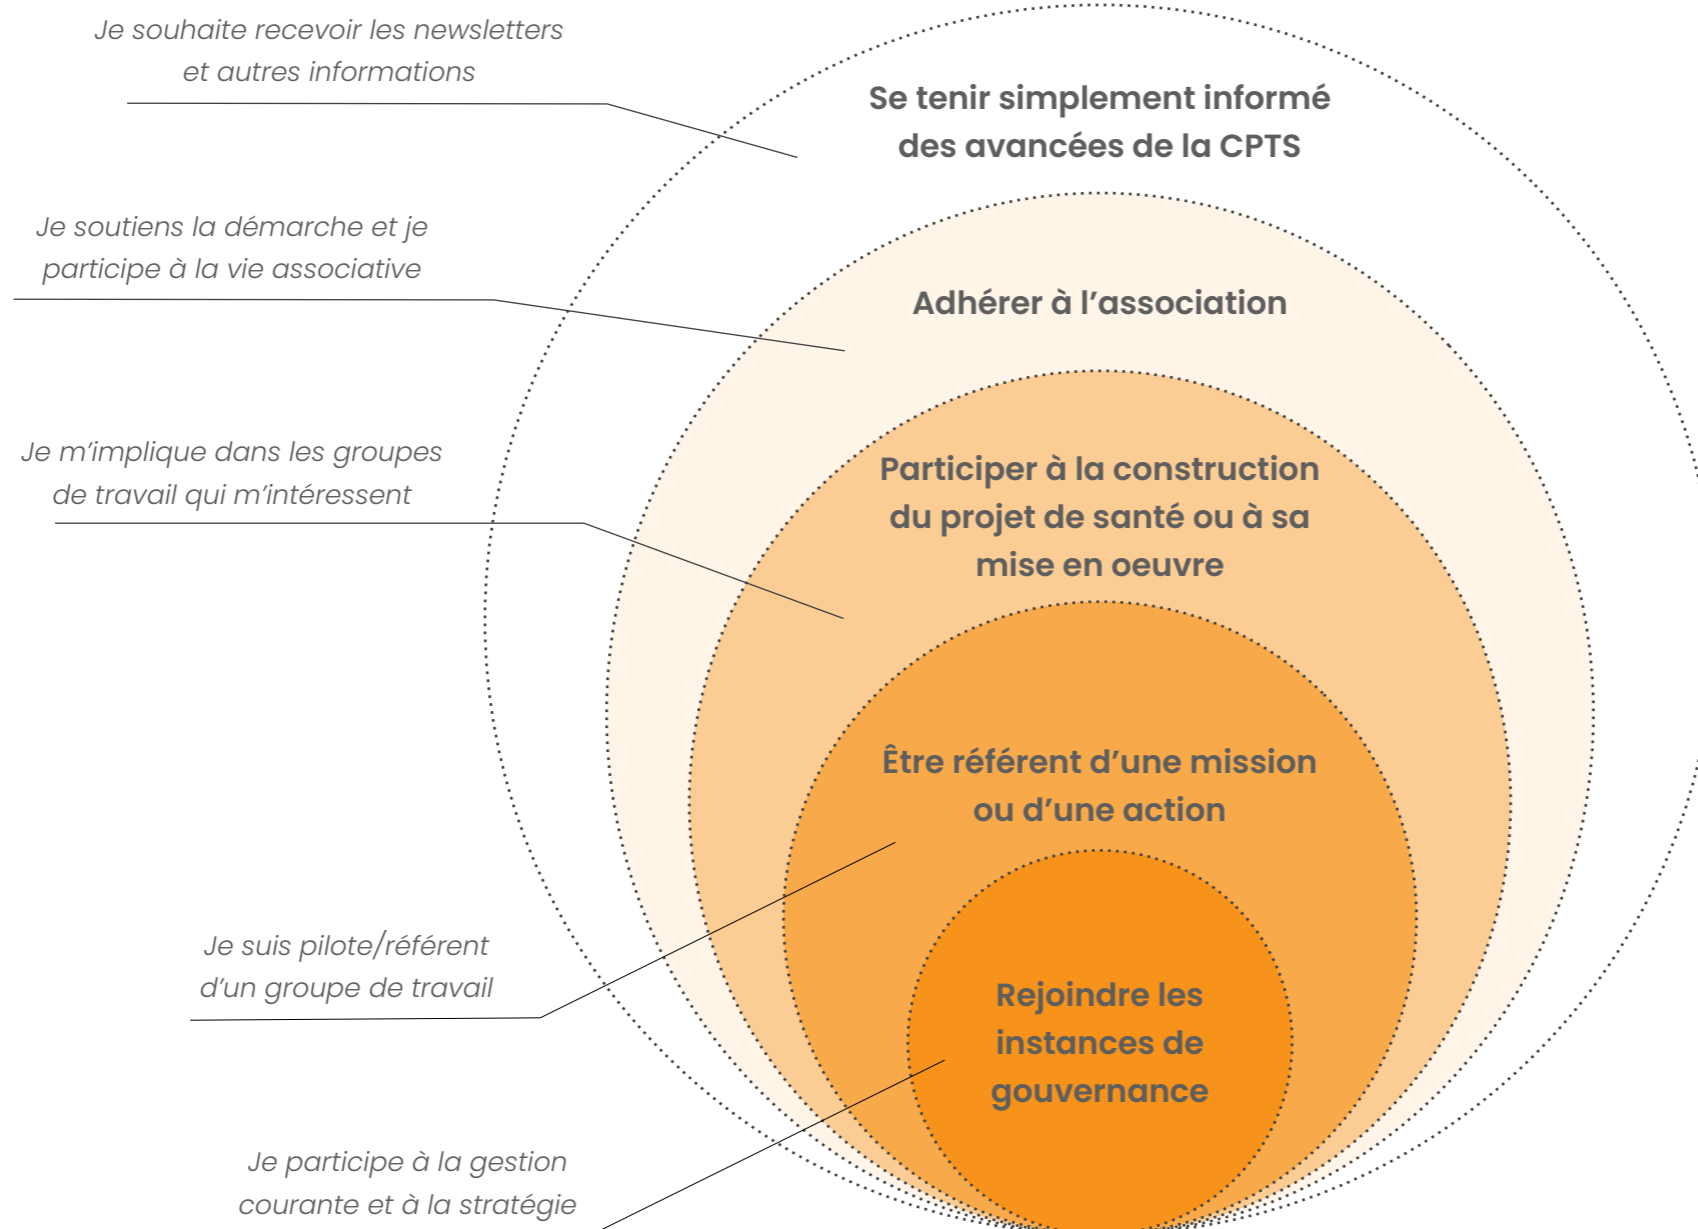 Je souhaite recevoir les newsletters
et autres informations
Se tenir simplement informé
des avancées de la CPTS
Je soutiens la démarche et je
participe à la vie associative
Adhérer à l’association
Je m’implique dans les groupes
de travail qui m’intéressent
Participer à la construction
du projet de santé ou à sa
mise en oeuvre
Être référent d’une mission
ou d’une action
Je suis pilote/référent
d’un groupe de travail
Rejoindre les
instances de
gouvernance
Je participe à la gestion
courante et à la stratégie